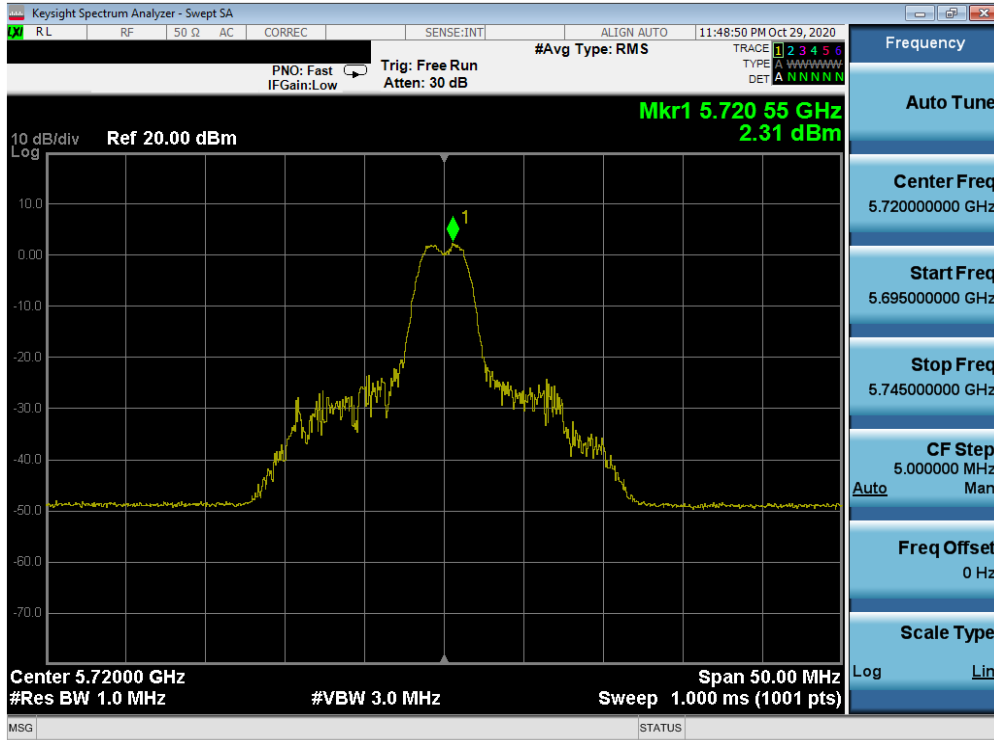 Keysight Spectrum Analyzer - Swept SA
LXI RL RF 50 Ω AC CORREC SENSE:INT ALIGN AUTO 11:48:50 PM Oct 29, 2020
PNO: Fast
IFGain:Low
Trig: Free Run
Atten: 30 dB
#Avg Type: RMS
TRACE 1 2 3 4 5 6
TYPE A WWWWW
DET A N N N N N
Mkr1 5.720 55 GHz
2.31 dBm
10 dB/div Ref 20.00 dBm
Log
10.0
0.00
-10.0
-20.0
-30.0
-40.0
-50.0
-60.0
-70.0
1
Center 5.72000 GHz Span 50.00 MHz
#Res BW 1.0 MHz #VBW 3.0 MHz Sweep 1.000 ms (1001 pts)
MSG STATUS
Frequency
Auto Tune
Center Freq
5.720000000 GHz
Start Freq
5.695000000 GHz
Stop Freq
5.745000000 GHz
CF Step
5.000000 MHz
Auto Man
Freq Offset
0 Hz
Scale Type
Log Lin